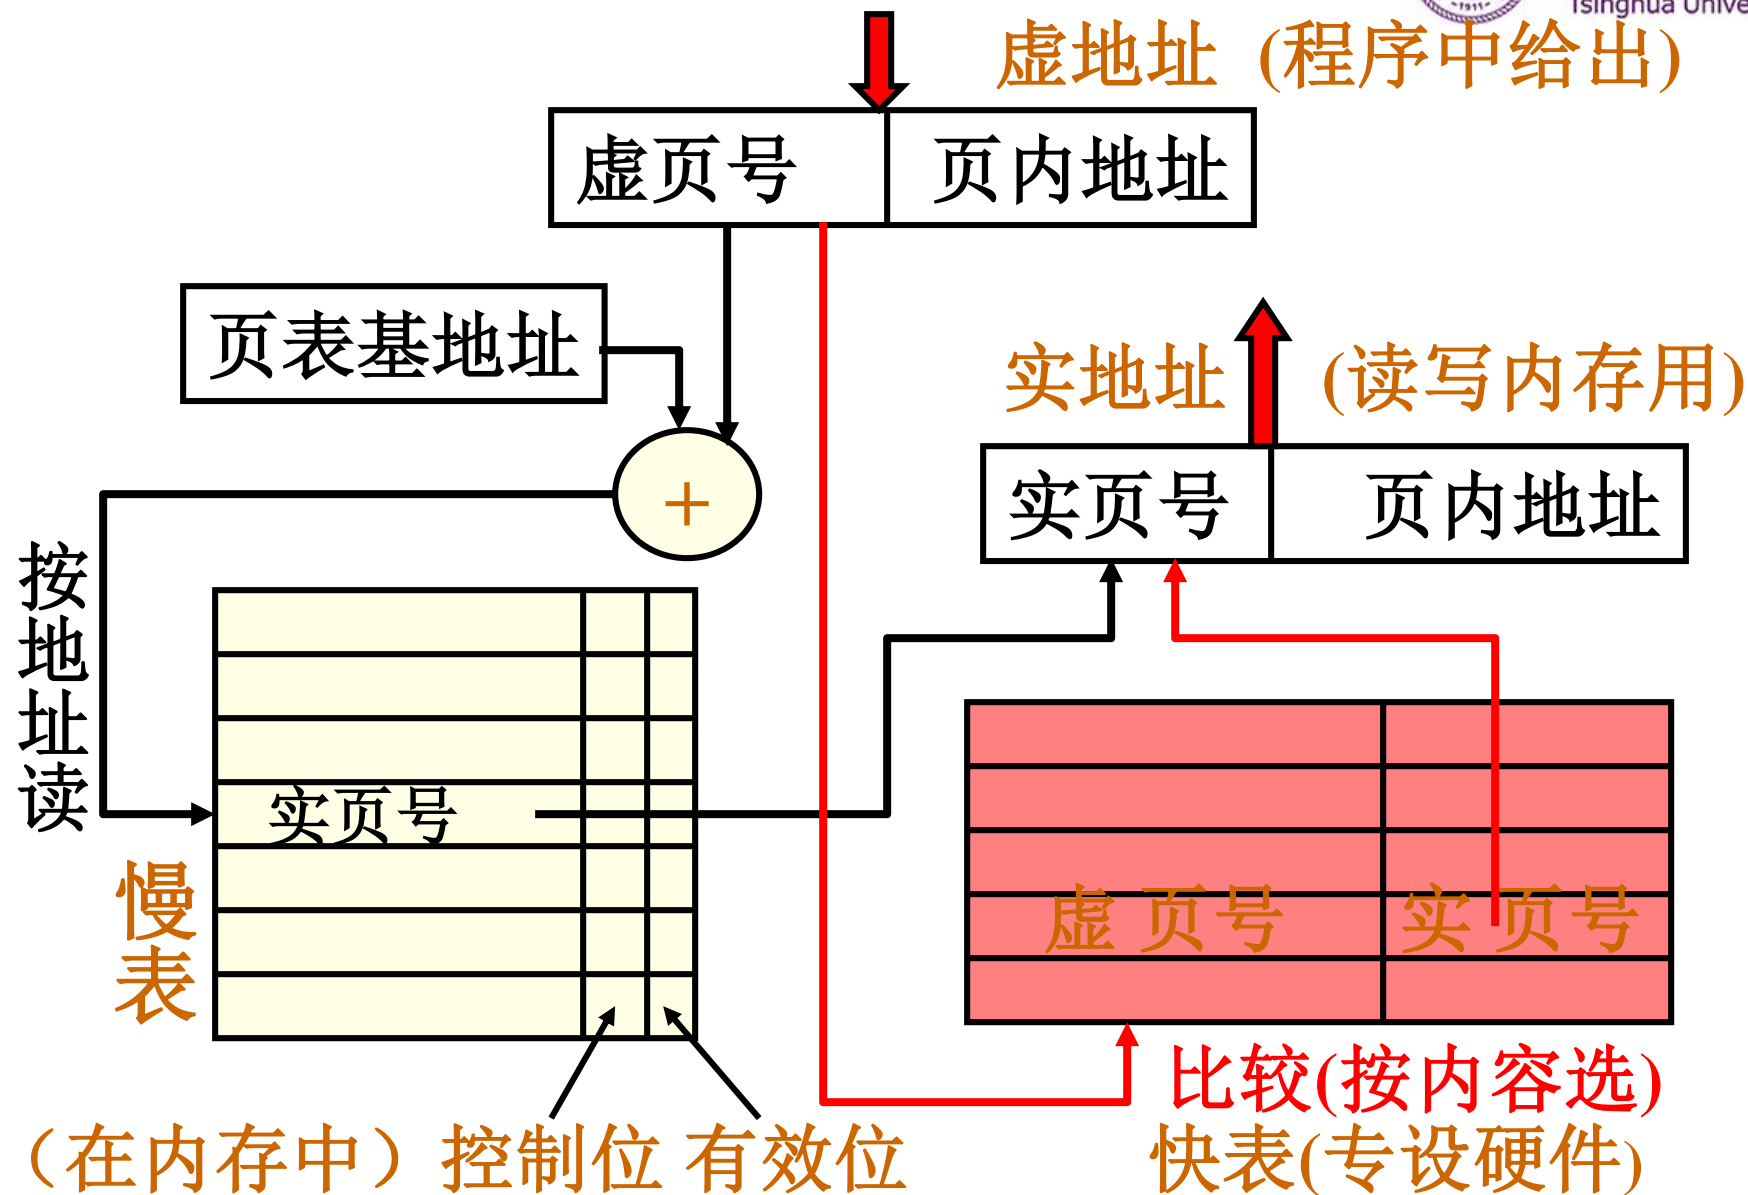 ~1911~
Tsinghua Unive
虚地址 (程序中给出)
虚页号 页内地址
页表基地址
实地址 (读写内存用)
+
实页号 页内地址
按地址读
实页号
慢表
虚页号 实页号
比较(按内容选)
(在内存中) 控制位 有效位
快表(专设硬件)